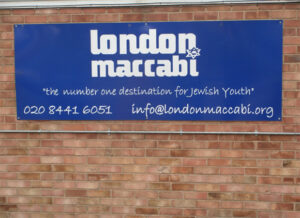 london
maccabi
"the number one destination for Jewish Youth"
020 8441 6051 info@londonmaccabi.org